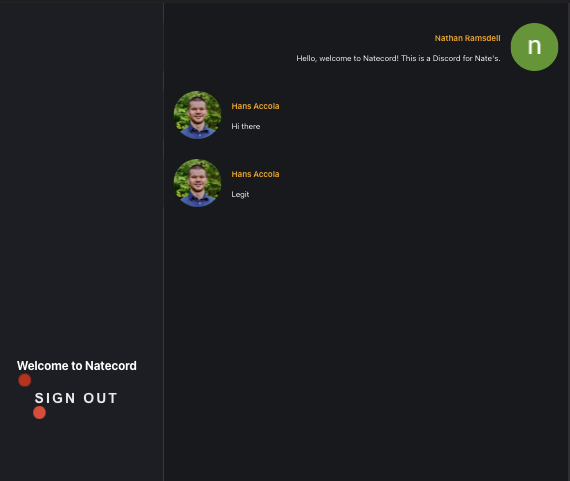 Nathan Ramsdell
Hello, welcome to Natecord! This is a Discord for Nate's.
n
Hans Accola
Hi there
Hans Accola
Legit
Welcome to Natecord
SIGN OUT